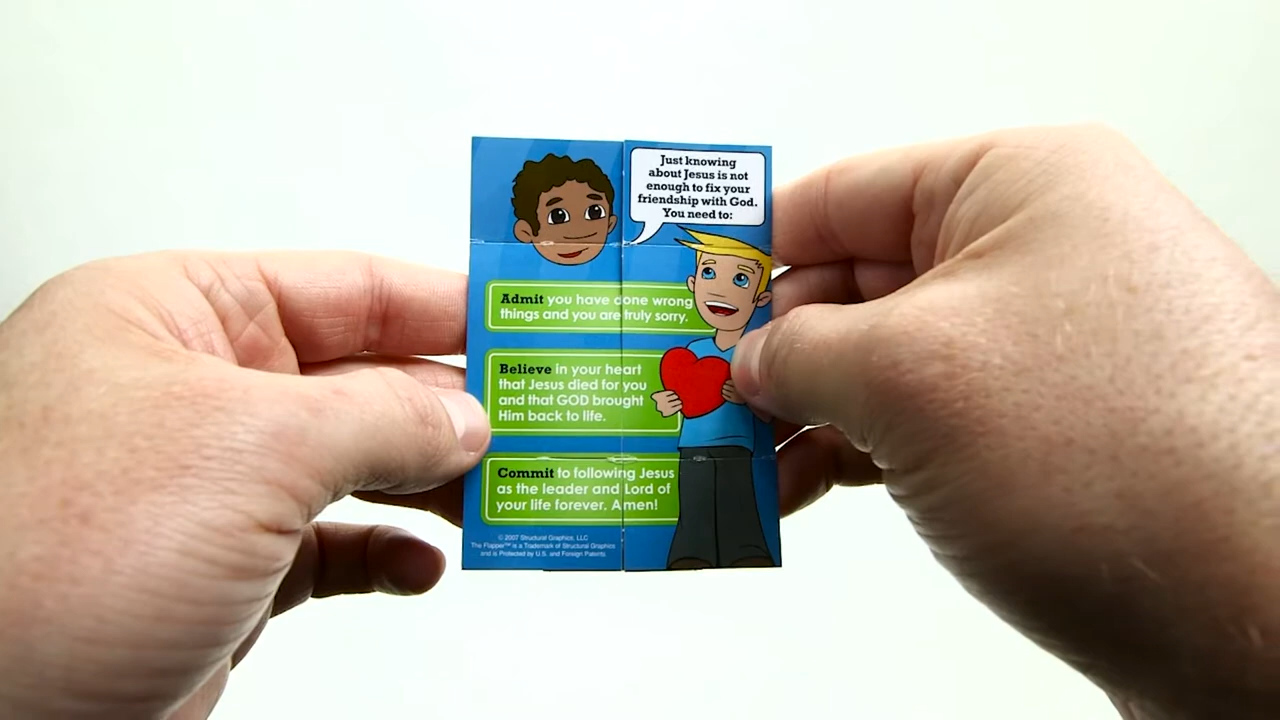 Just knowing
about Jesus is not
enough to fix your
friendship with God.
You need to:
Admit you have done wrong
things and you are truly sorry.
Believe in your heart
that Jesus died for you
and that GOD brought
Him back to life.
Commit to following Jesus
as the leader and Lord of
your life forever. Amen!
© 2007 Structural Graphics, LLC
The Flapper™ is a Trademark of Structural Graphics
and is Protected by U.S. and Foreign Patents